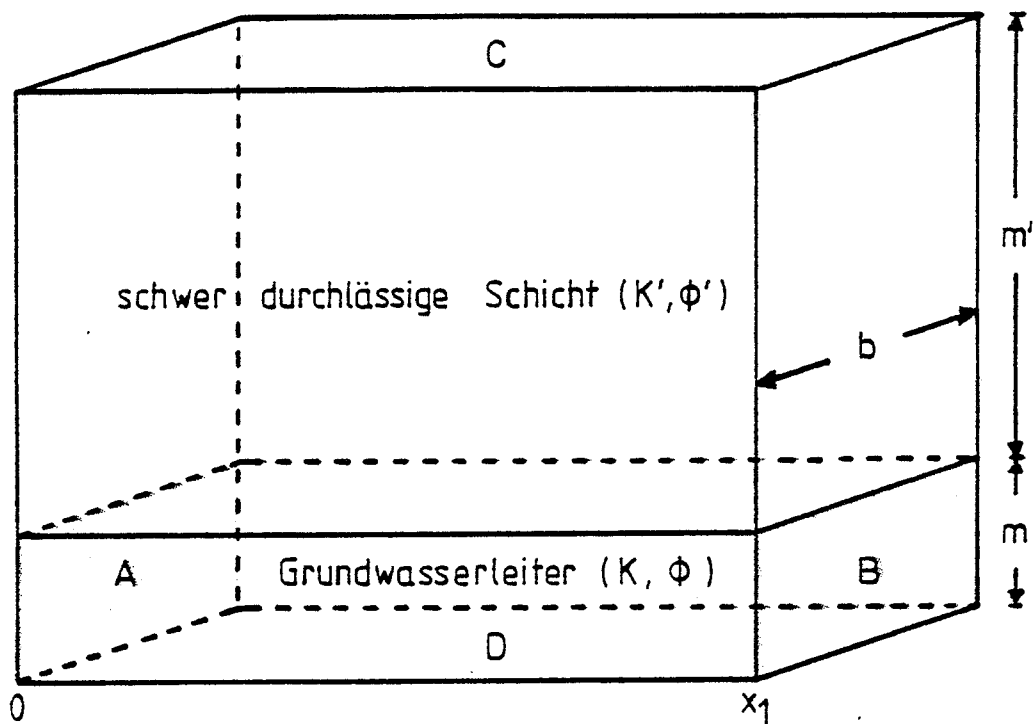 C
m'
schwer durchlässige Schicht (K',Φ')
b
m
A
Grundwasserleiter (K, Φ)
B
D
0
x1